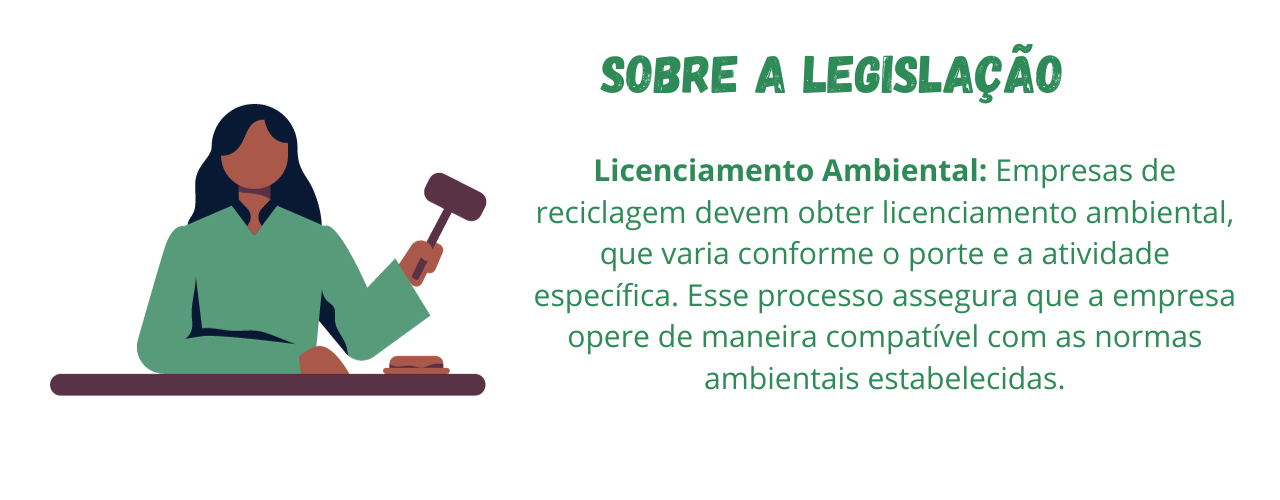 SOBRE A LEGISLAÇÃO
Licenciamento Ambiental: Empresas de
reciclagem devem obter licenciamento ambiental,
que varia conforme o porte e a atividade
específica. Esse processo assegura que a empresa
opere de maneira compatível com as normas
ambientais estabelecidas.